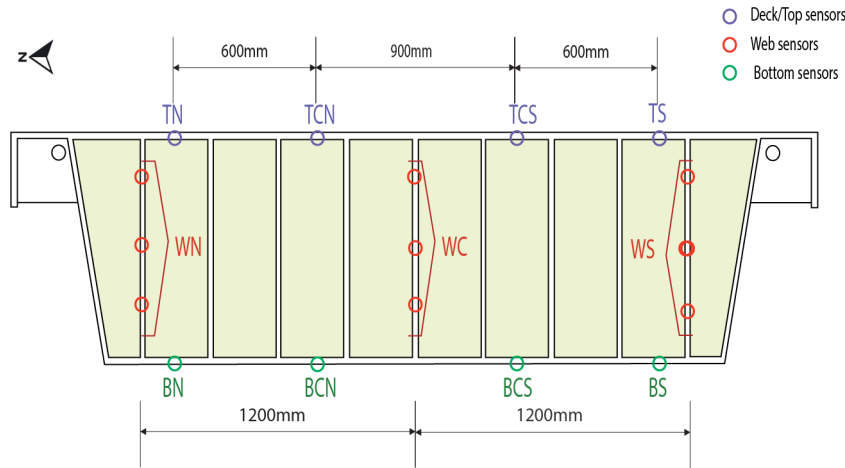 Deck/Top sensors
Web sensors
Bottom sensors
Z
600mm
900mm
600mm
TN
TCN
TCS
TS
WN
WC
WS
BN
BCN
BCS
BS
1200mm
1200mm